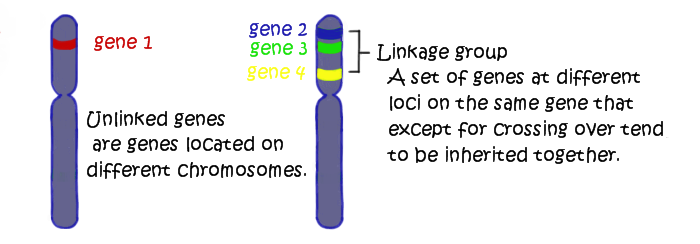 gene 1
Unlinked genes
are genes located on
different chromosomes.
gene 2
gene 3
gene 4
Linkage group
A set of genes at different
loci on the same gene that
except for crossing over tend
to be inherited together.